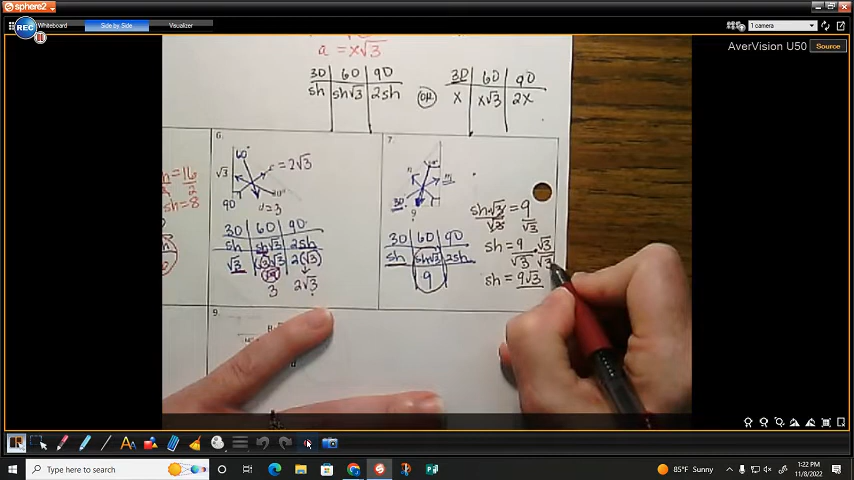 sphere2
REC
Whiteboard
Side by Side
Visualizer
1 camera
AverVision U50
Source
a = x√3
30 | 60 | 90
sh | sh√3 | 2sh
OR
30 | 60 | 90
x | x√3 | 2x
= 16
2
sh = 8
6.
60°
√3
= 2√3
90
d = 3
30 | 60 | 90
sh | sh√3 | 2sh
√3 | (√3)√3 | 2(√3)
3
2√3
7.
30
9
30 | 60 | 90
sh | sh√3 | 2sh
9
sh√3 = 9
√3 √3
sh = 9 • √3
√3 √3
sh = 9√3
9.
Type here to search
85°F Sunny
1:22 PM
11/8/2022